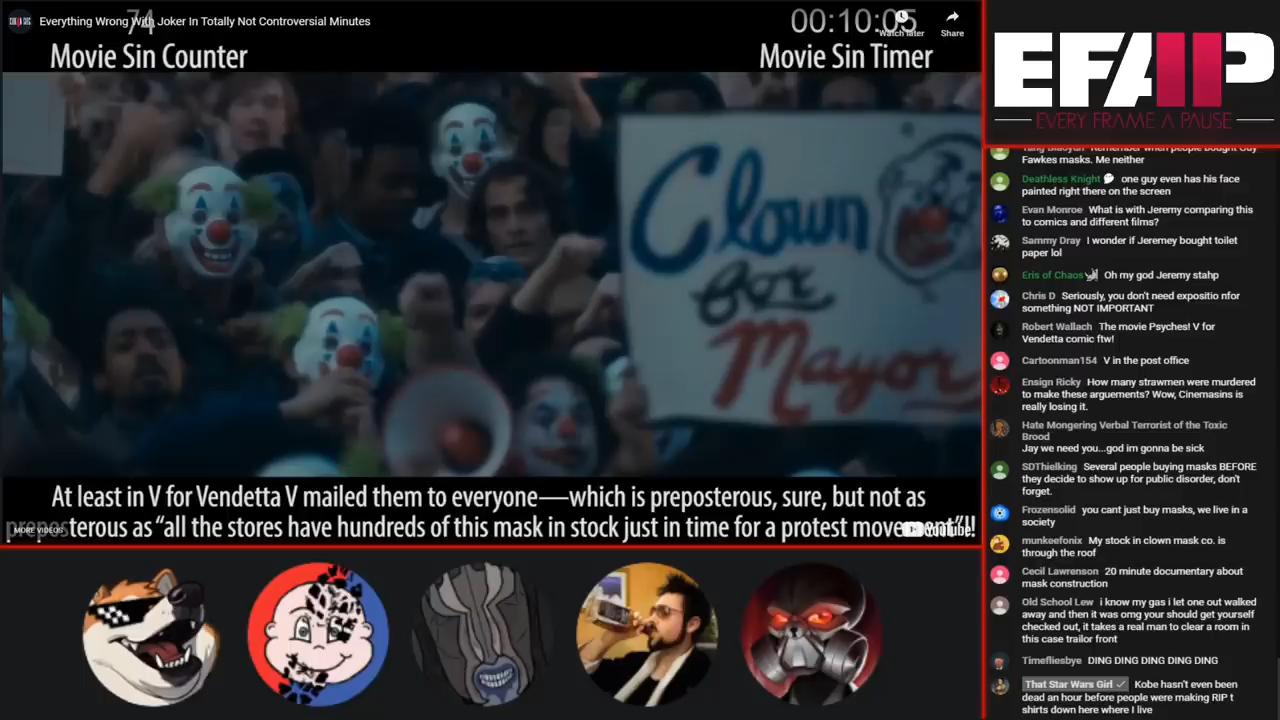 Everything Wrong With Joker In Totally Not Controversial Minutes
74
00:10:05
Watch later
Share
Movie Sin Counter
Movie Sin Timer
Clown
for
Mayor
At least in V for Vendetta V mailed them to everyone—which is preposterous, sure, but not as
prepos terous as “all the stores have hundreds of this mask in stock just in time for a protest movement”!!
MORE VIDEOS
YouTube
EFAP
EVERY FRAME A PAUSE
Remember when people bought Guy
Fawkes masks. Me neither
Deathless Knight one guy even has his face
painted right there on the screen
Evan Monroe What is with Jeremy comparing this
to comics and different films?
Sammy Dray I wonder if Jeremey bought toilet
paper lol
Eris of Chaos Oh my god Jeremy stahp
Chris D Seriously, you don't need expositio nfor
something NOT IMPORTANT
Robert Wallach The movie Psyches! V for
Vendetta comic ftw!
Cartoonman154 V in the post office
Ensign Ricky How many strawmen were murdered
to make these arguements? Wow, Cinemasins is
really losing it.
Hate Mongering Verbal Terrorist of the Toxic
Brood
Jay we need you...god im gonna be sick
SDThielking Several people buying masks BEFORE
they decide to show up for public disorder, don't
forget.
Frozensolid you cant just buy masks, we live in a
society
munkeefonix My stock in clown mask co. is
through the roof
Cecil Lawrenson 20 minute documentary about
mask construction
Old School Lew i know my gas i let one out walked
away and then it was omg your should get yourself
checked out, it takes a real man to clear a room in
this case trailor front
Timefliesbye DING DING DING DING DING
That Star Wars Girl ✓ Kobe hasn't even been
dead an hour before people were making RIP t
shirts down here where I live